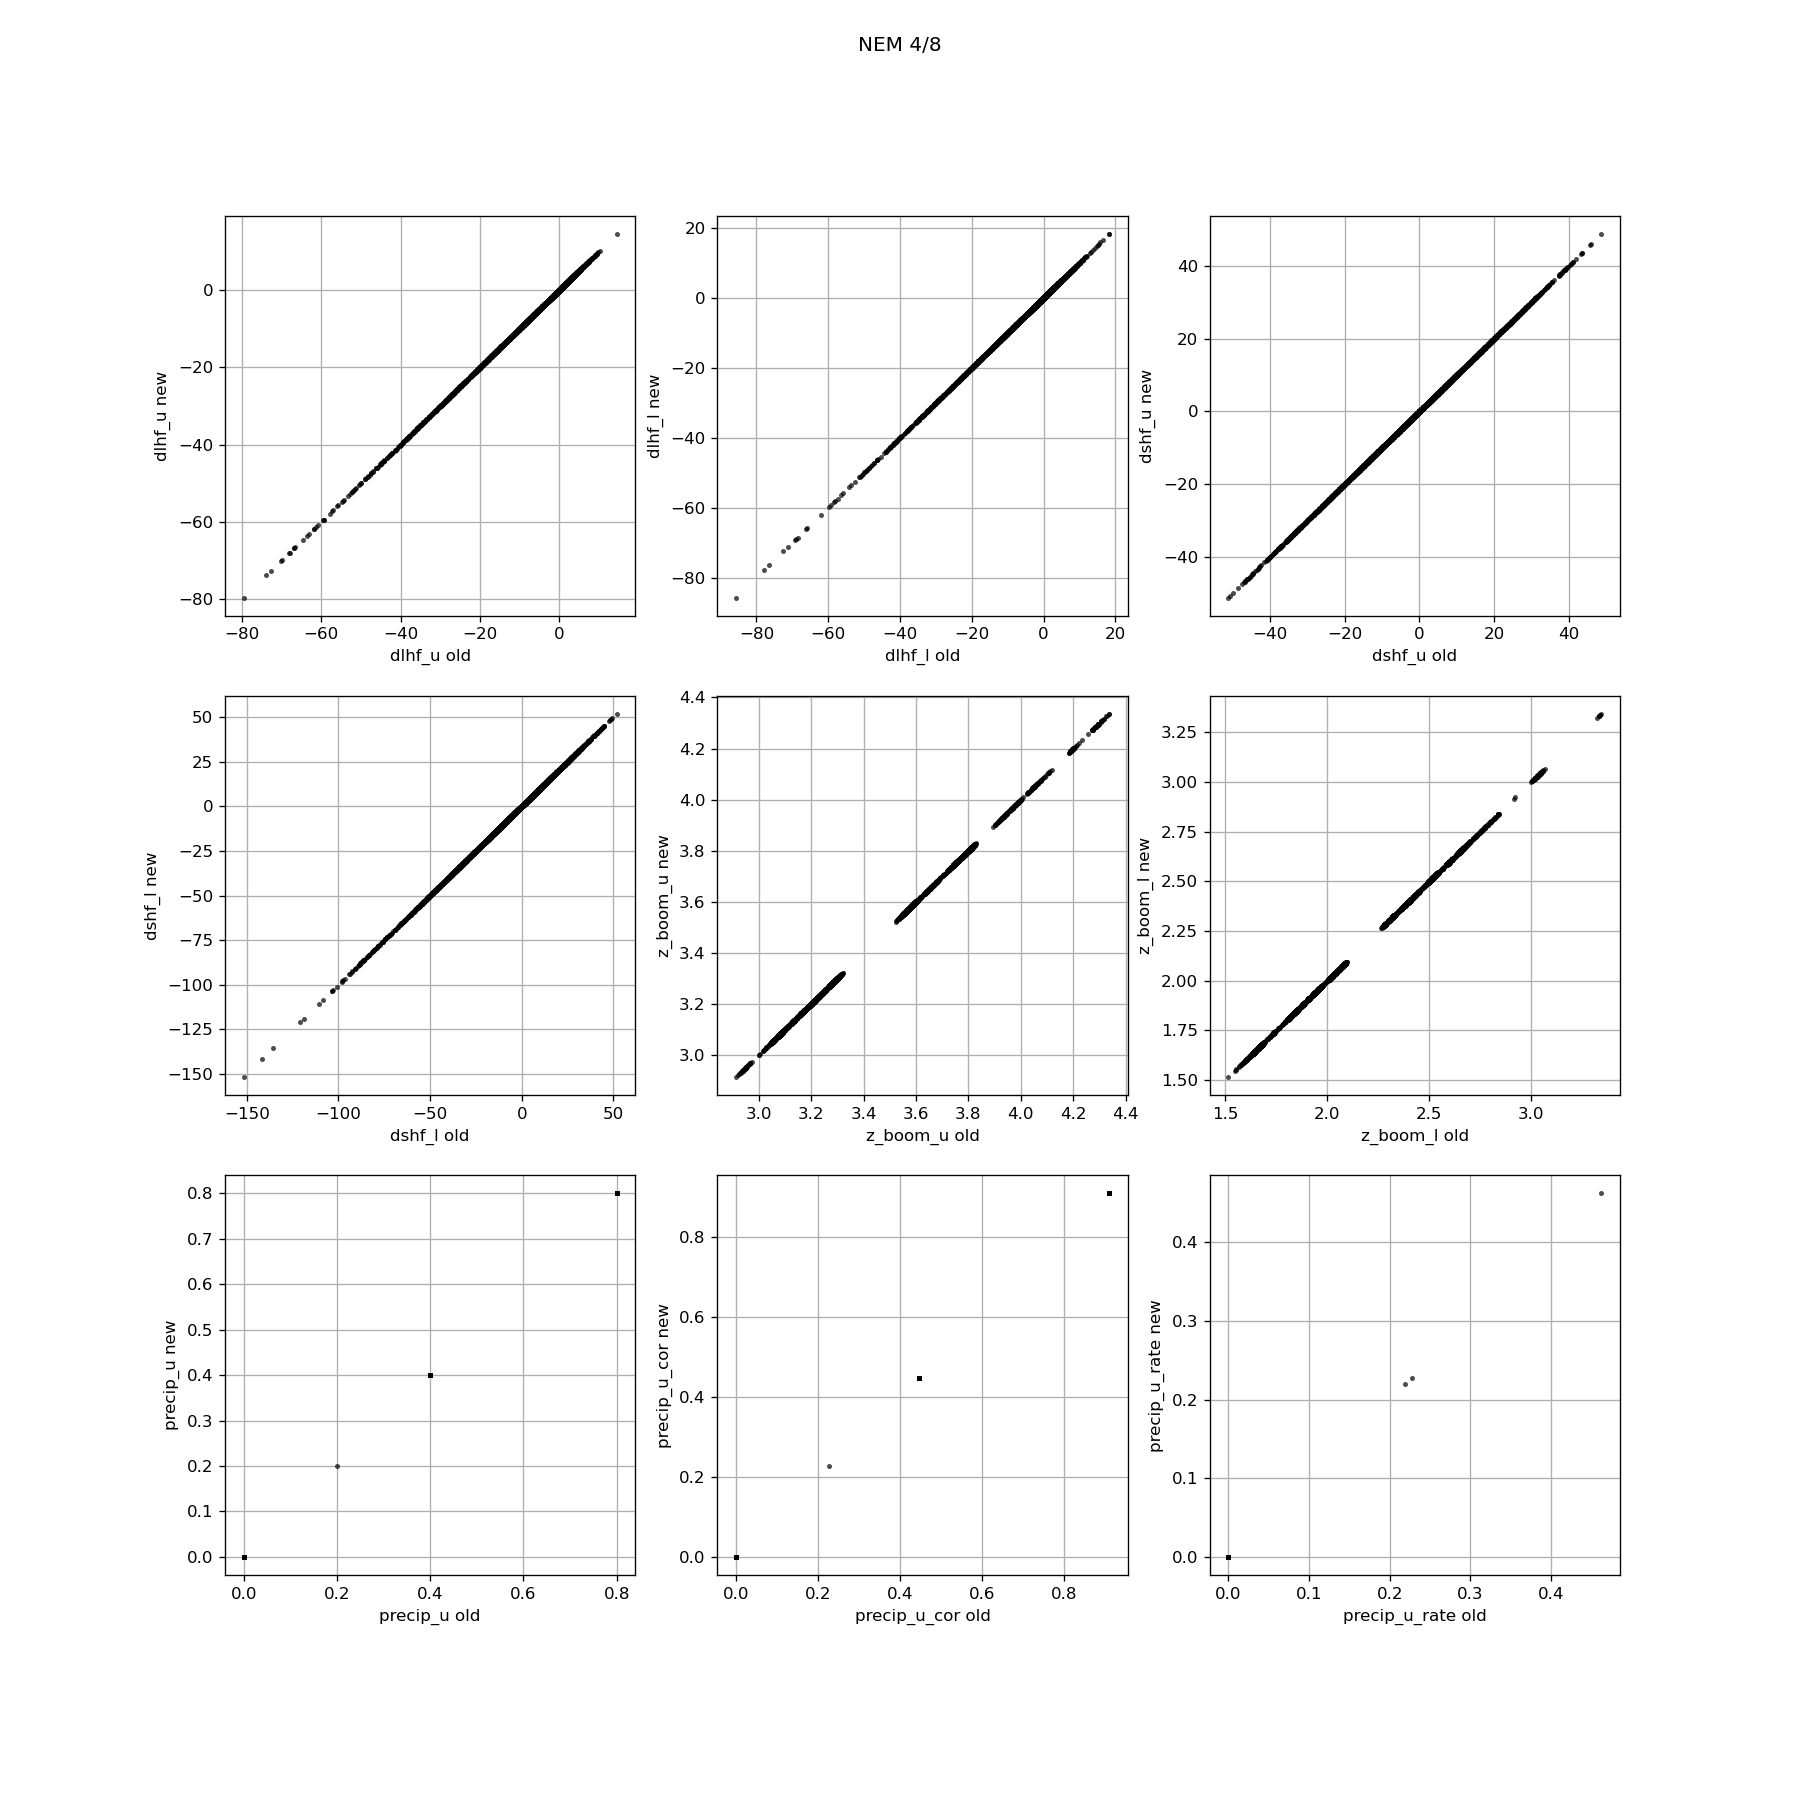 NEM 4/8
20
0
−20
−40
−60
−80
dlhf_u new
−80 −60 −40 −20 0
dlhf_u old
20
0
−20
−40
−60
−80
dlhf_l new
−80 −60 −40 −20 0 20
dlhf_l old
40
20
0
−20
−40
dshf_u new
−40 −20 0 20 40
dshf_u old
50
25
0
−25
−50
−75
−100
−125
−150
dshf_l new
−150 −100 −50 0 50
dshf_l old
4.4
4.2
4.0
3.8
3.6
3.4
3.2
3.0
z_boom_u new
3.0 3.2 3.4 3.6 3.8 4.0 4.2 4.4
z_boom_u old
3.25
3.00
2.75
2.50
2.25
2.00
1.75
1.50
z_boom_l new
1.5 2.0 2.5 3.0
z_boom_l old
0.8
0.7
0.6
0.5
0.4
0.3
0.2
0.1
0.0
precip_u new
0.0 0.2 0.4 0.6 0.8
precip_u old
0.8
0.6
0.4
0.2
0.0
precip_u_cor new
0.0 0.2 0.4 0.6 0.8
precip_u_cor old
0.4
0.3
0.2
0.1
0.0
precip_u_rate new
0.0 0.1 0.2 0.3 0.4
precip_u_rate old